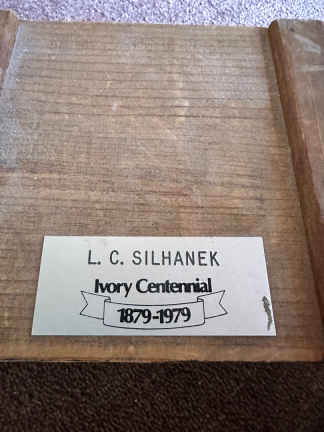 L. C. SILHANEK
Ivory Centennial
1879-1979